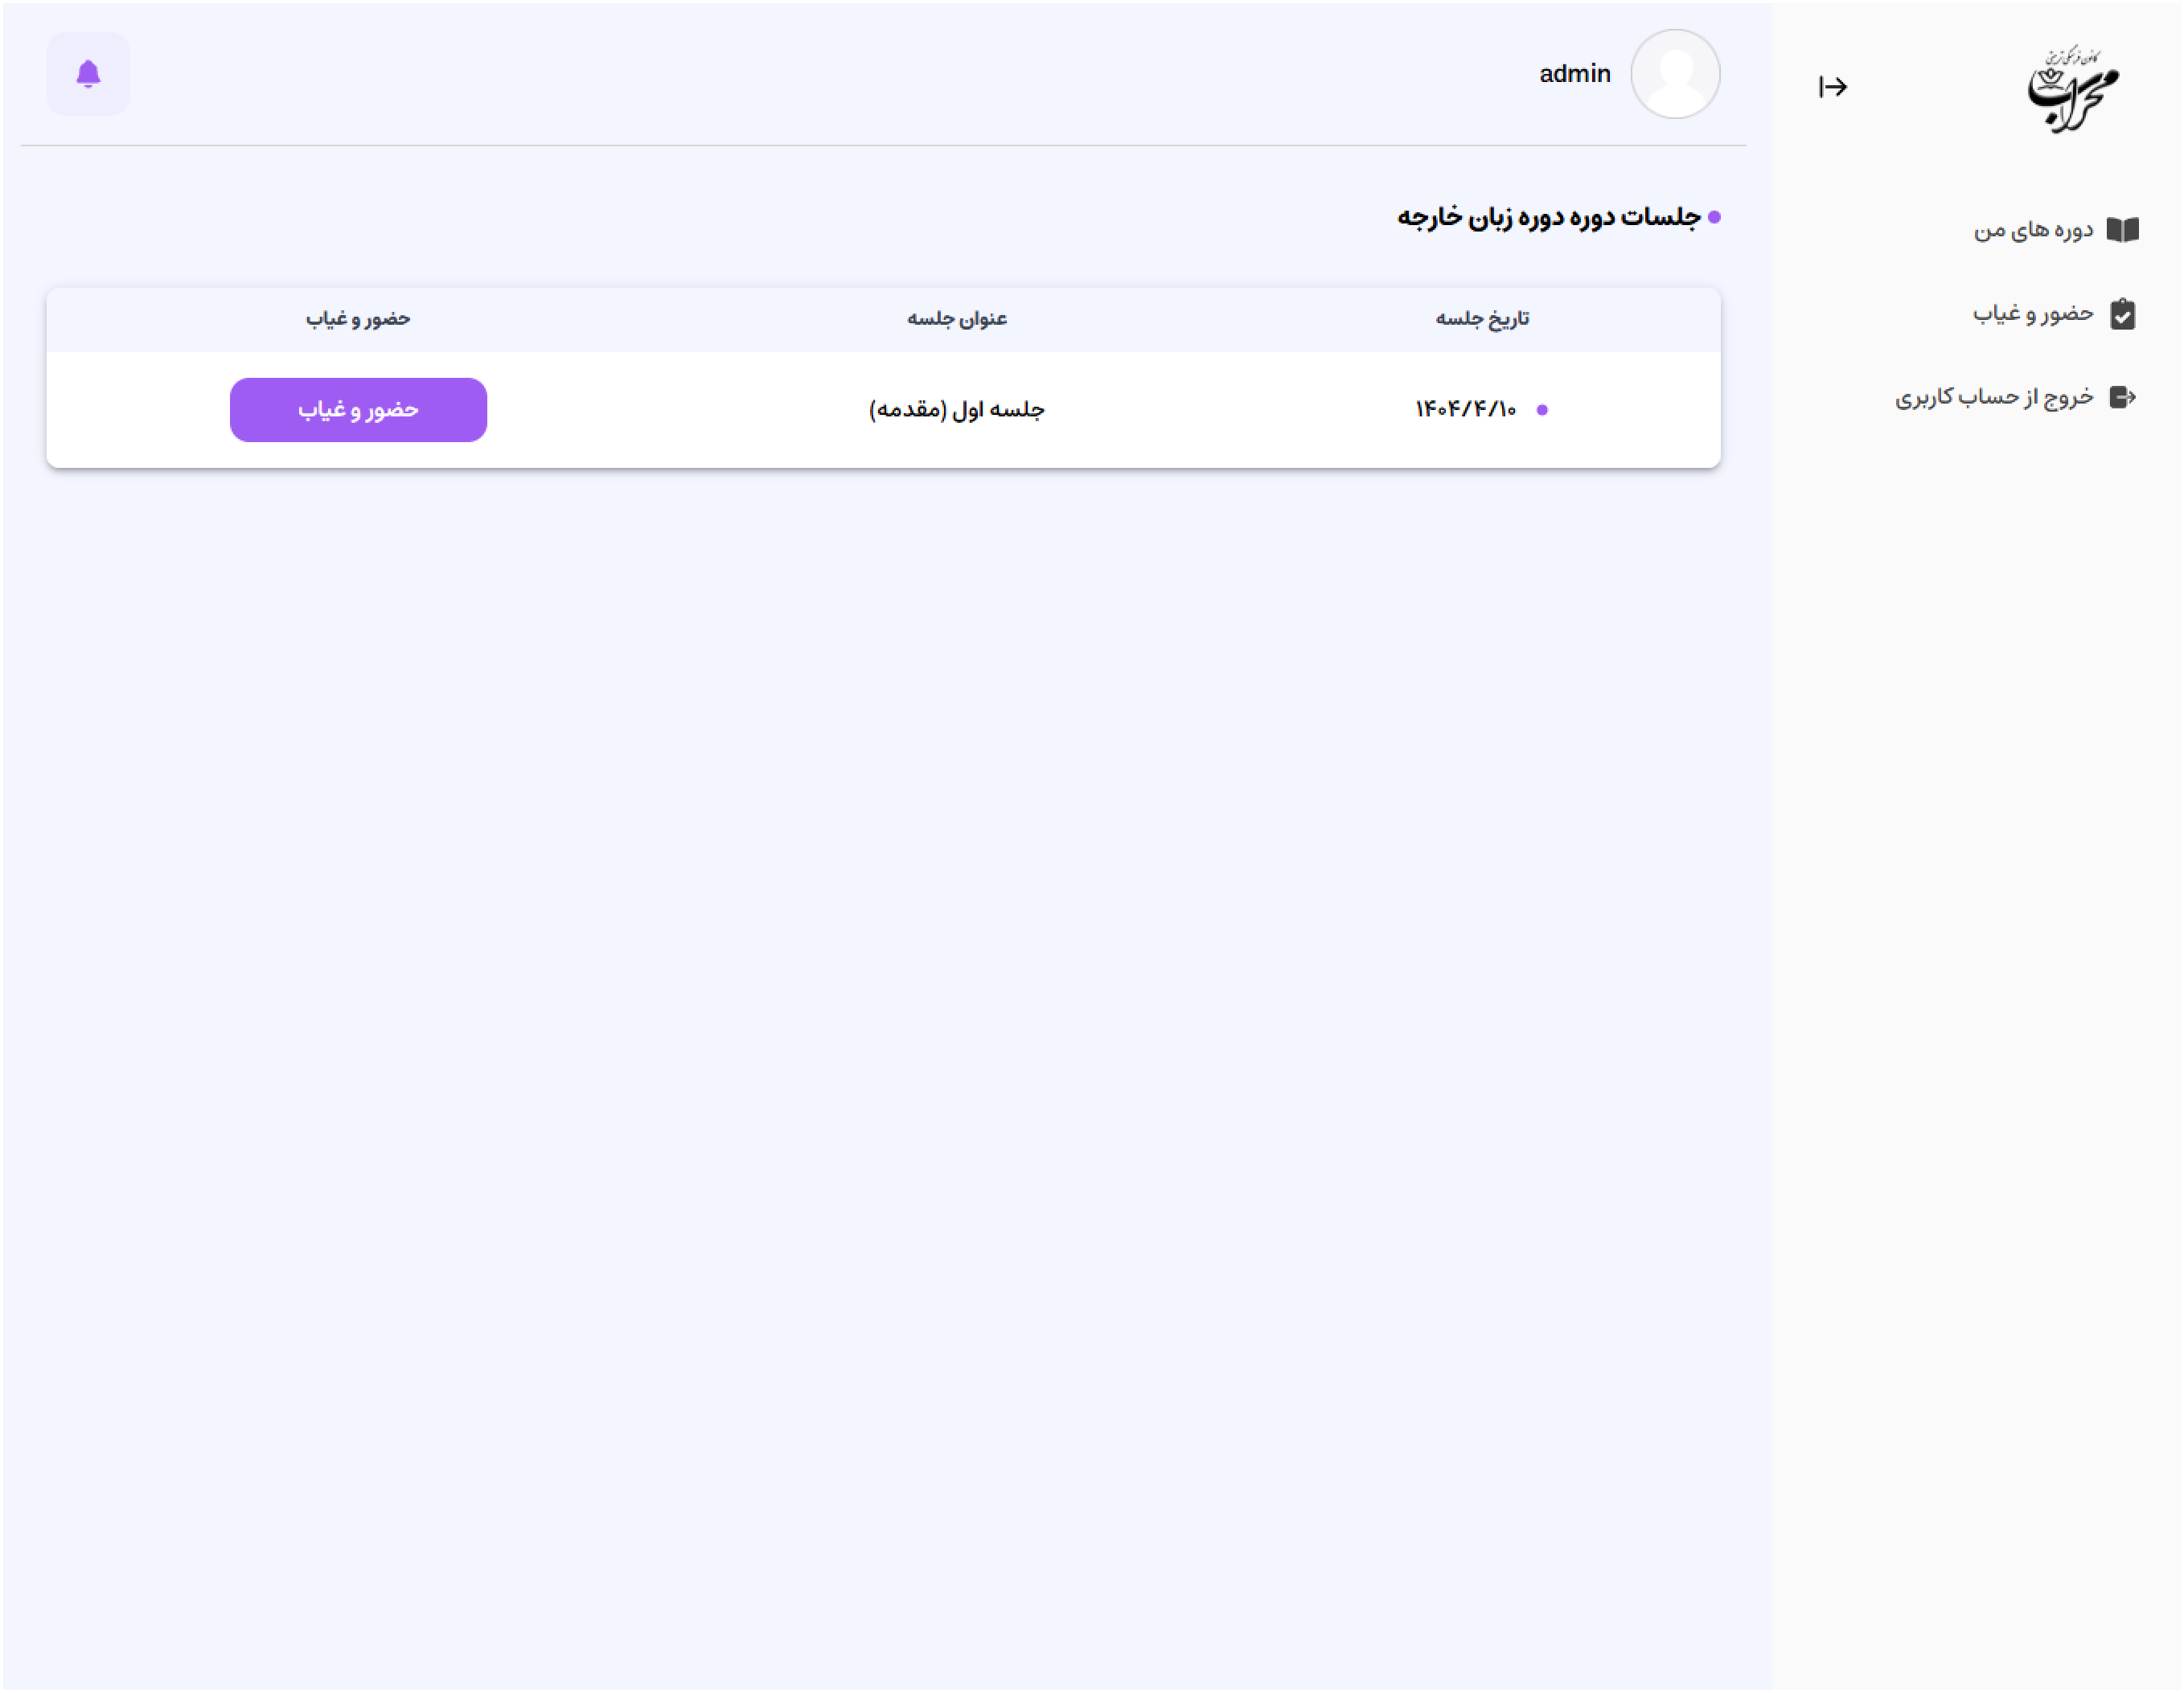 کانون فرهنگی تربیتی
محراب
دوره های من
حضور و غیاب
خروج از حساب کاربری
admin
جلسات دوره دوره زبان خارجه
تاریخ جلسه عنوان جلسه حضور و غیاب
۱۴۰۴/۴/۱۰ جلسه اول (مقدمه) حضور و غیاب